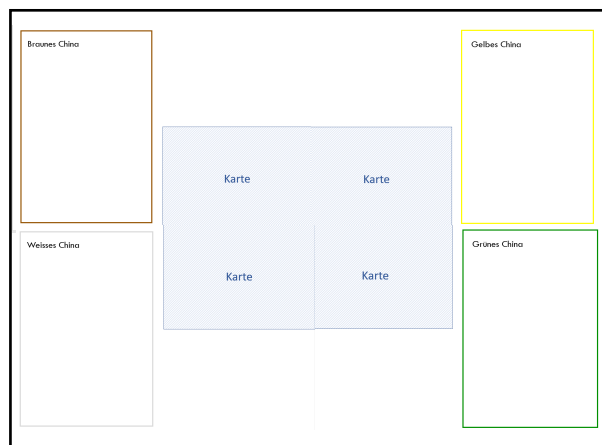 Braunes China
Gelbes China
Karte
Karte
Weisses China
Grünes China
Karte
Karte